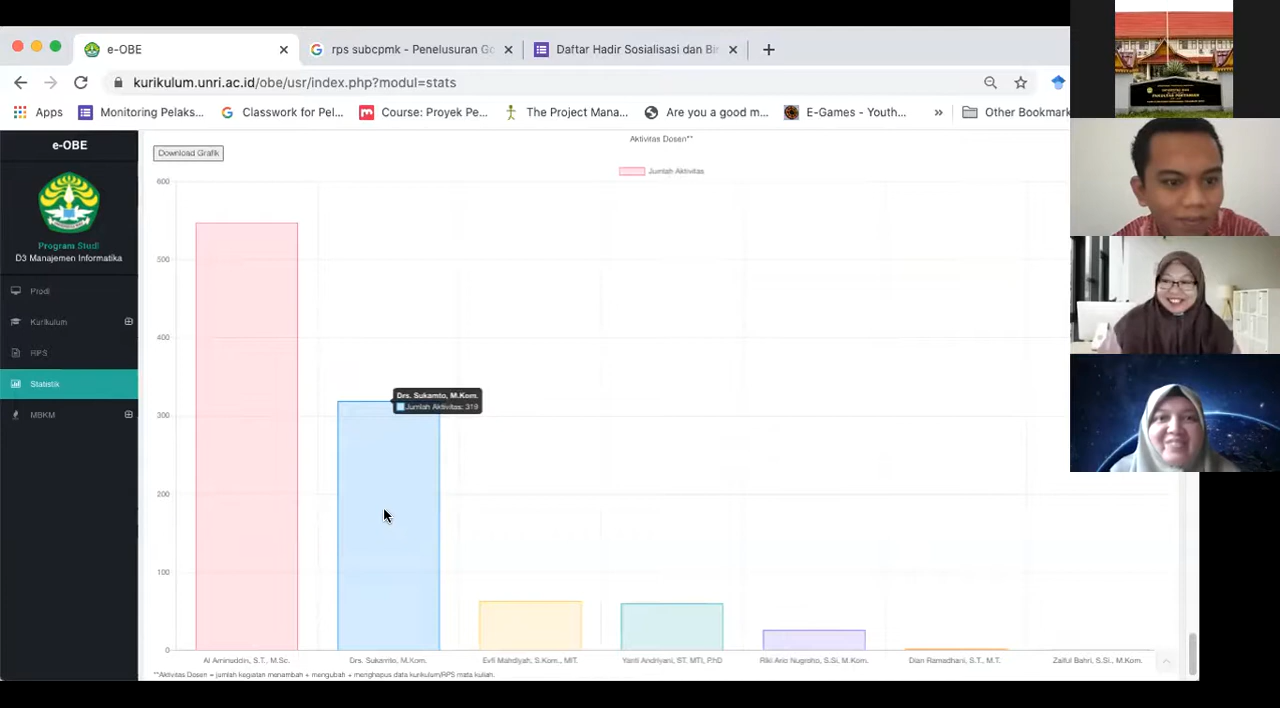 e-OBE
rps subcpmk - Penelusuran Go
Daftar Hadir Sosialisasi dan Bir
kurikulum.unri.ac.id/obe/usr/index.php?modul=stats
Apps
Monitoring Pelaks...
Classwork for Pel...
Course: Proyek
The Project Mana...
Are you a good m...
E-Games - Youth...
»
Other Bookmark
e-OBE
Program Studi
D3 Manajemen Informatika
Prodi
Kurikulum
RPS
Statistik
MBKM
Aktivitas Dosen**
Download Grafik
Jumlah Aktivitas
600
500
400
300
200
100
0
Drs. Sukamto, M.Kom.
Jumlah Aktivitas: 319
Al Aminuddin, S.T., M.Sc.
Drs. Sukamto, M.Kom.
Evfi Mahdiyah, S.Kom., MIT.
Yanti Andriyani, ST. MTI, PhD
Riki Ario Nugroho, S.Si, M.Kom.
Dian Ramadhani, S.T., M.T.
Zaiful Bahri, S.Si., M.Kom.
**Aktivitas Dosen = jumlah kegiatan menambah + mengubah + menghapus data kurikulum/RPS mata kuliah.